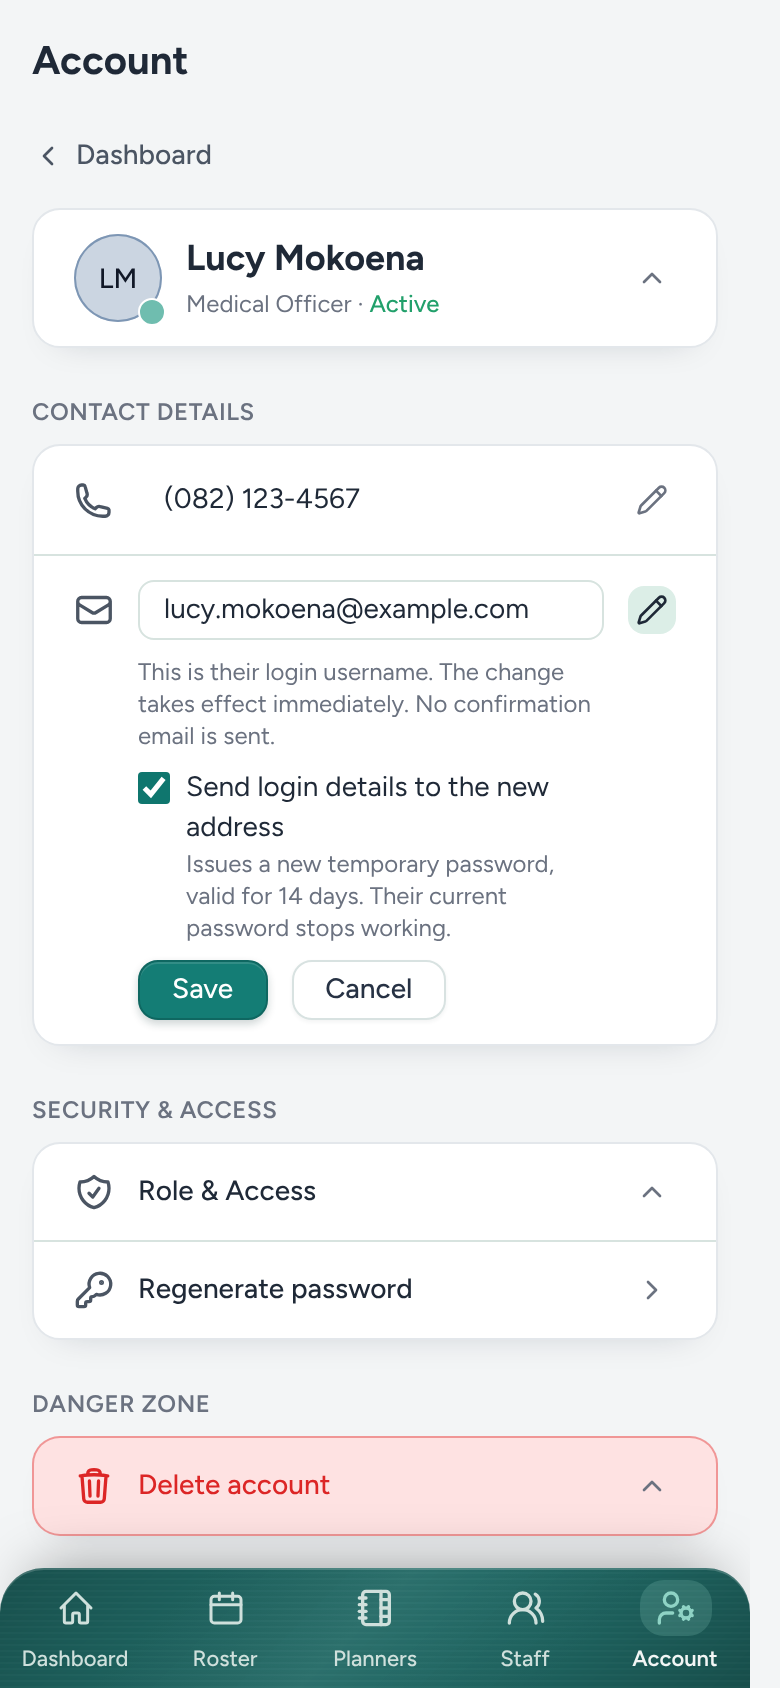 Account
Dashboard
LM
Lucy Mokoena
Medical Officer · Active
CONTACT DETAILS
(082) 123-4567
lucy.mokoena@example.com
This is their login username. The change
takes effect immediately. No confirmation
email is sent.
Send login details to the new
address
Issues a new temporary password,
valid for 14 days. Their current
password stops working.
Save
Cancel
SECURITY & ACCESS
Role & Access
Regenerate password
DANGER ZONE
Delete account
Dashboard
Roster
Planners
Staff
Account